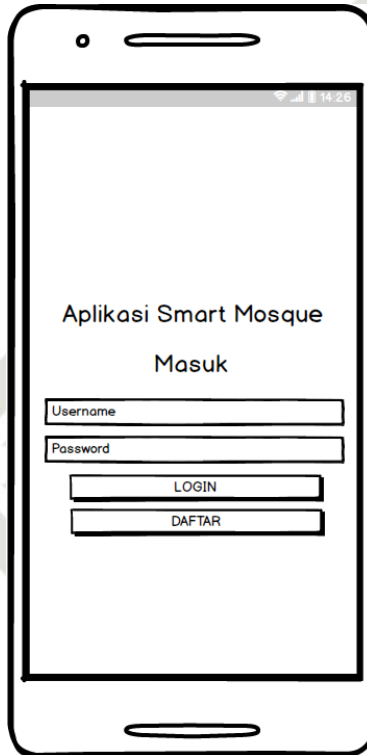 14:26
Aplikasi Smart Mosque
Masuk
Username
Password
LOGIN
DAFTAR